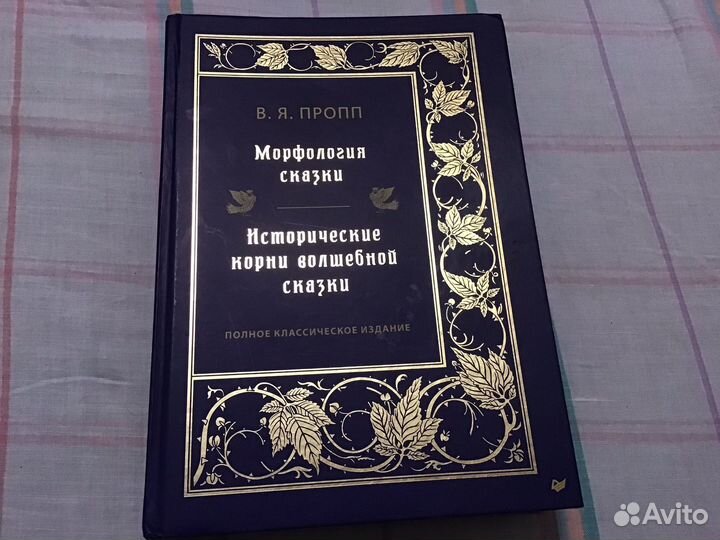 В. Я. ПРОПП
Морфология
сказки
Исторические
корни волшебной
сказки
ПОЛНОЕ КЛАССИЧЕСКОЕ ИЗДАНИЕ
Avito